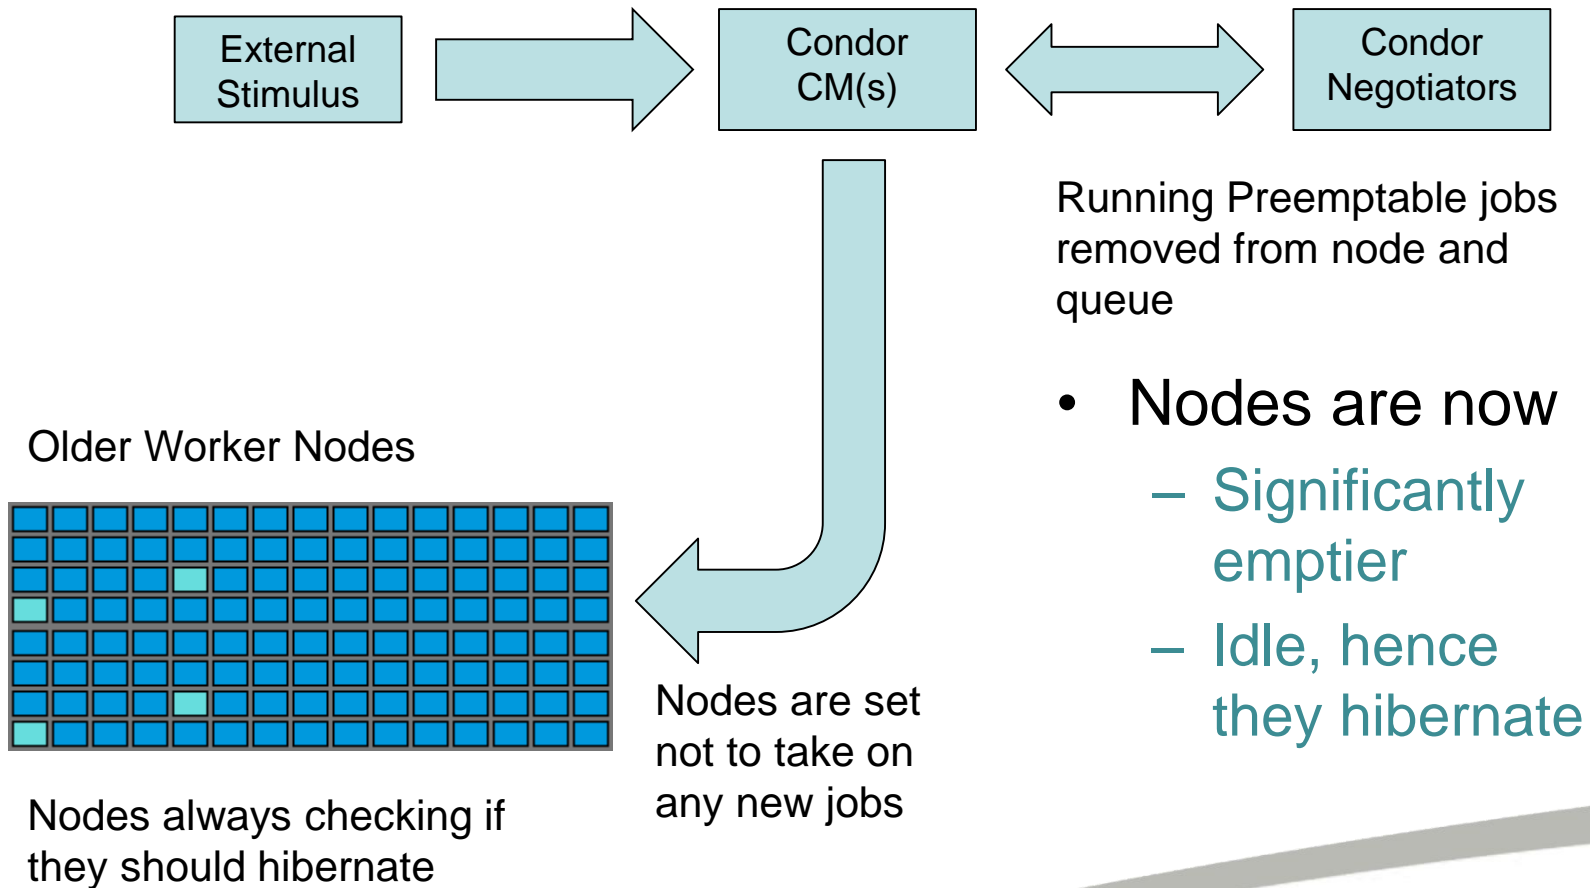 External
Stimulus
Condor
CM(s)
Condor
Negotiators
Running Preemptable jobs
removed from node and
queue
• Nodes are now
– Significantly
emptier
– Idle, hence
they hibernate
Older Worker Nodes
Nodes are set
not to take on
any new jobs
Nodes always checking if
they should hibernate